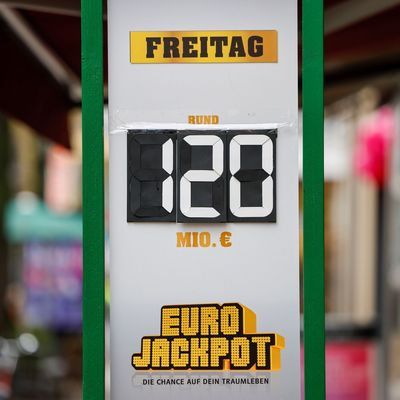 FREITAG
RUND
120
MIO. €
EURO
JACKPOT
DIE CHANCE AUF DEIN TRAUMLEBEN